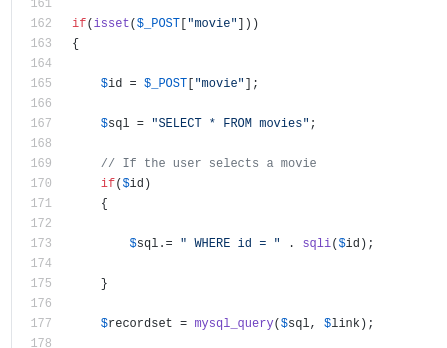 161
162 if(isset($_POST["movie"]))
163 {
164
165     $id = $_POST["movie"];
166
167     $sql = "SELECT * FROM movies";
168
169     // If the user selects a movie
170     if($id)
171     {
172
173         $sql.= " WHERE id = " . sqli($id);
174
175     }
176
177     $recordset = mysql_query($sql, $link);
178